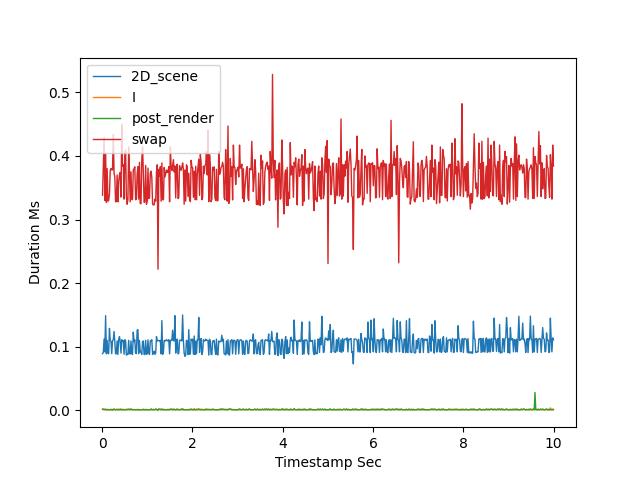 2D_scene
I
post_render
swap
0.5
0.4
0.3
0.2
0.1
0.0
Duration Ms
0 2 4 6 8 10
Timestamp Sec